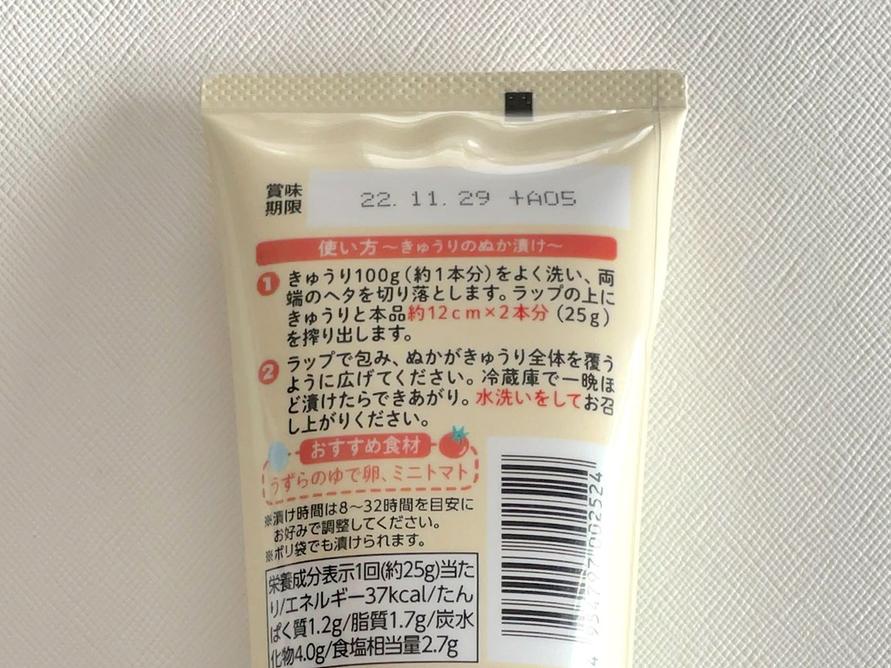 賞味
期限
22. 11. 29 +A05
使い方 〜きゅうりのぬか漬け〜
1 きゅうり100g(約1本分)をよく洗い、両
端のヘタを切り落とします。ラップの上に
きゅうりと本品約12cm×2本分(25g)
を搾り出します。
2 ラップで包み、ぬかがきゅうり全体を覆う
ように広げてください。冷蔵庫で一晩ほ
ど漬けたらできあがり。水洗いをしてお召
し上がりください。
おすすめ食材
うずらのゆで卵、ミニトマト
※漬け時間は8〜32時間を目安に
お好みで調整してください。
※ポリ袋でも漬けられます。
栄養成分表示1回(約25g)当た
り/エネルギー37kcal/たん
ぱく質1.2g/脂質1.7g/炭水
化物4.0g/食塩相当量2.7g